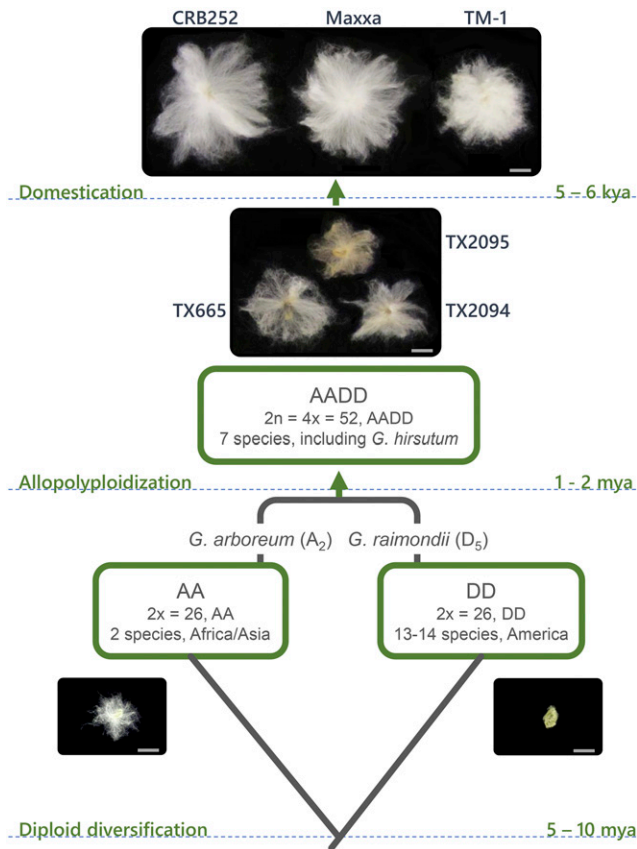 CRB252 Maxxa TM-1
Domestication 5 – 6 kya
TX2095
TX665 TX2094
AADD
2n = 4x = 52, AADD
7 species, including G. hirsutum
Allopolyploidization 1 - 2 mya
G. arboreum (A₂) G. raimondii (D₅)
AA DD
2x = 26, AA 2x = 26, DD
2 species, Africa/Asia 13-14 species, America
Diploid diversification 5 – 10 mya